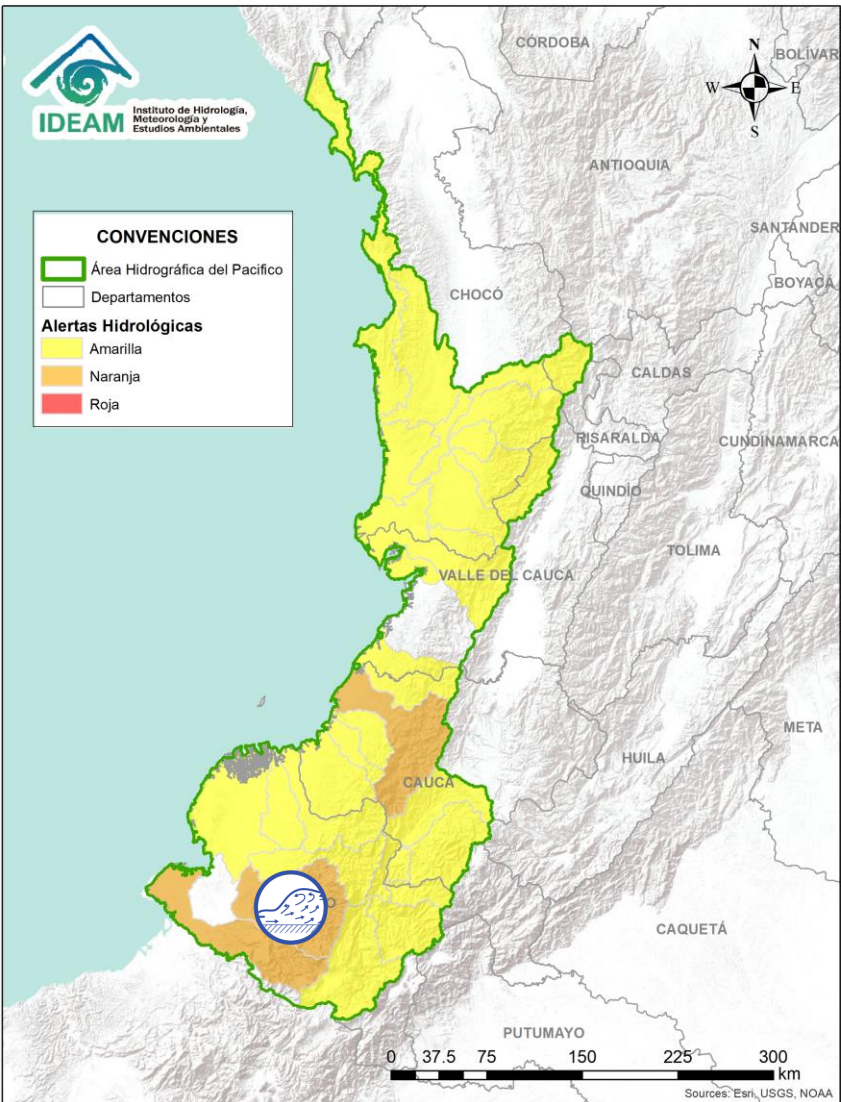 IDEAM
Instituto de Hidrología,
Meteorología y
Estudios Ambientales
N
W
E
S
CÓRDOBA
BOLÍVAR
ANTIOQUIA
SANTANDER
BOYACÁ
CHOCÓ
CONVENCIONES
Área Hidrográfica del Pacifico
Departamentos
Alertas Hidrológicas
Amarilla
Naranja
Roja
CALDAS
RISARALDA
CUNDINAMARCA
QUINDÍO
TOLIMA
VALLE DEL CAUCA
META
HUILA
CAUCA
CAQUETÁ
PUTUMAYO
0 37.5 75 150 225 300
km
Sources: Esri, USGS, NOAA